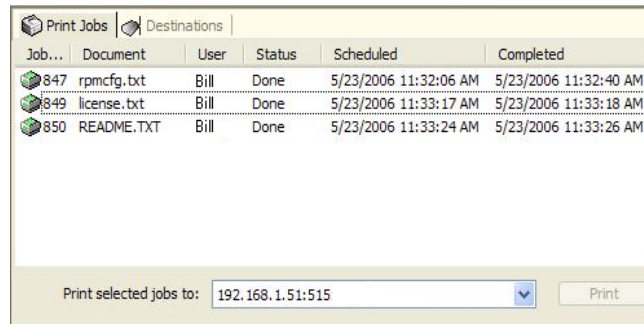 Print Jobs Destinations
Job... Document User Status Scheduled Completed
847 rpmcfg.txt Bill Done 5/23/2006 11:32:06 AM 5/23/2006 11:32:40 AM
849 license.txt Bill Done 5/23/2006 11:33:17 AM 5/23/2006 11:33:18 AM
850 README.TXT Bill Done 5/23/2006 11:33:24 AM 5/23/2006 11:33:26 AM
Print selected jobs to: 192.168.1.51:515 Print